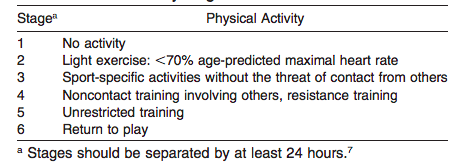 Stageᵃ Physical Activity
1 No activity
2 Light exercise: <70% age-predicted maximal heart rate
3 Sport-specific activities without the threat of contact from others
4 Noncontact training involving others, resistance training
5 Unrestricted training
6 Return to play
ᵃ Stages should be separated by at least 24 hours.⁷